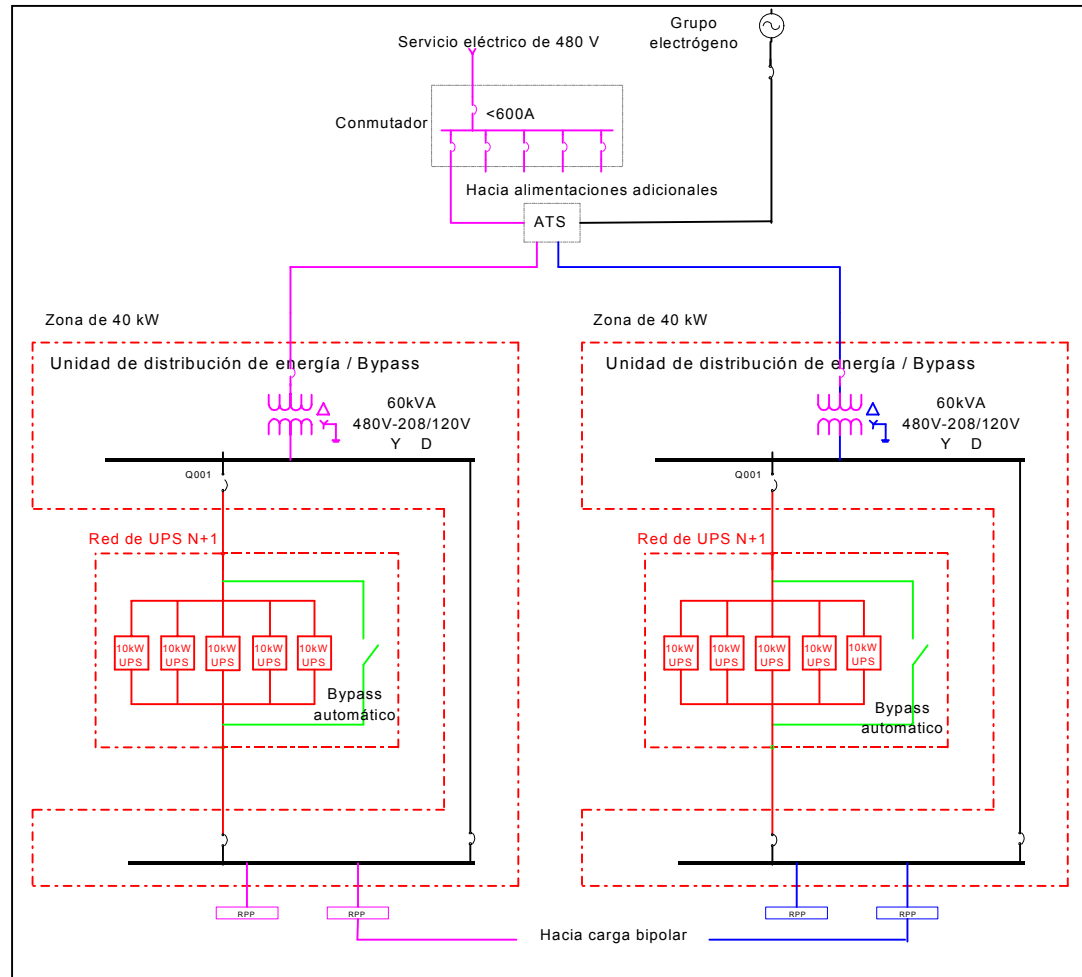 Grupo
electrógeno
Servicio eléctrico de 480 V
<600A
Conmutador
Hacia alimentaciones adicionales
ATS
Zona de 40 kW
Zona de 40 kW
Unidad de distribución de energía / Bypass
Unidad de distribución de energía / Bypass
60kVA
480V-208/120V
Y D
60kVA
480V-208/120V
Y D
Q001
Q001
Red de UPS N+1
Red de UPS N+1
10kW
UPS
10kW
UPS
10kW
UPS
10kW
UPS
10kW
UPS
10kW
UPS
10kW
UPS
10kW
UPS
10kW
UPS
10kW
UPS
Bypass
automático
Bypass
automático
RPP
RPP
RPP
RPP
Hacia carga bipolar